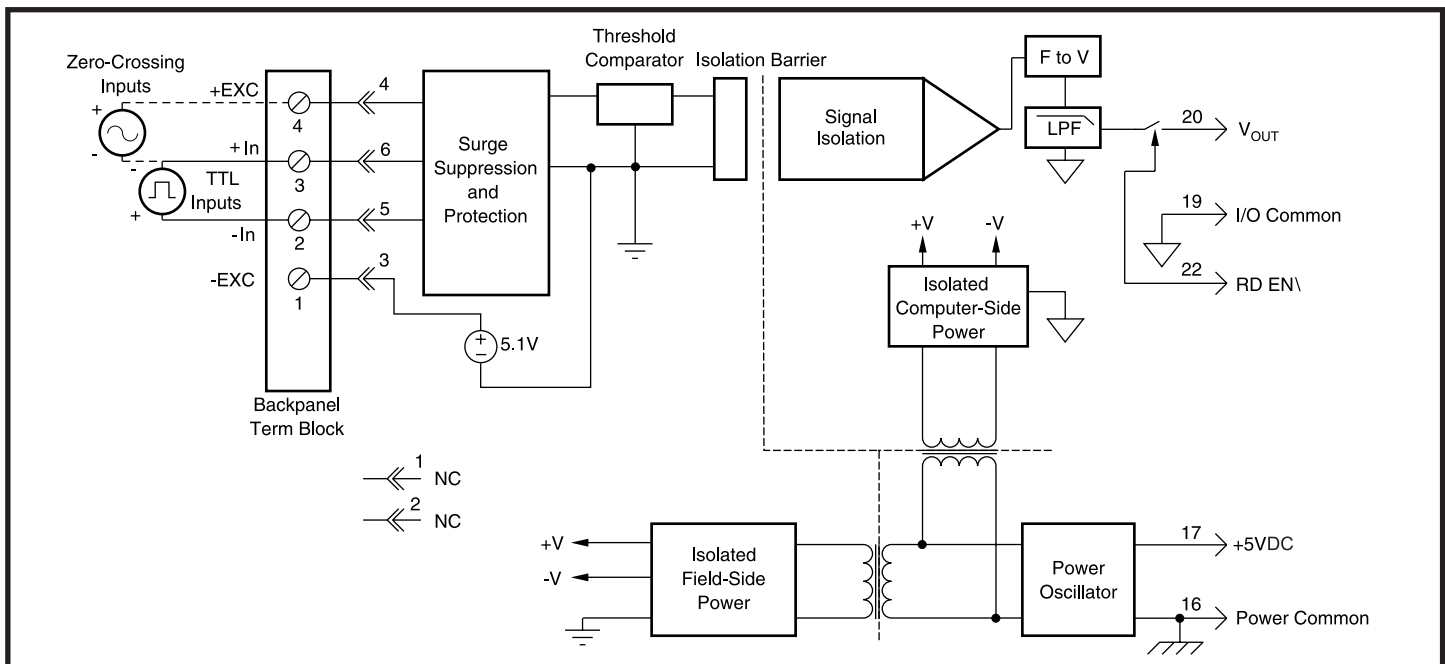 Zero-Crossing
Inputs
+EXC
+
-
4
4
+In
-
3
6
TTL
Inputs
+
2
5
-In
-EXC
1
3
Backpanel
Term Block
Surge
Suppression
and
Protection
Threshold
Comparator
Isolation Barrier
+
−
5.1V
1
NC
2
NC
Signal
Isolation
F to V
LPF
20
VOUT
19
I/O Common
22
RD EN\
+V
-V
Isolated
Computer-Side
Power
+V
-V
Isolated
Field-Side
Power
Power
Oscillator
17
+5VDC
16
Power Common